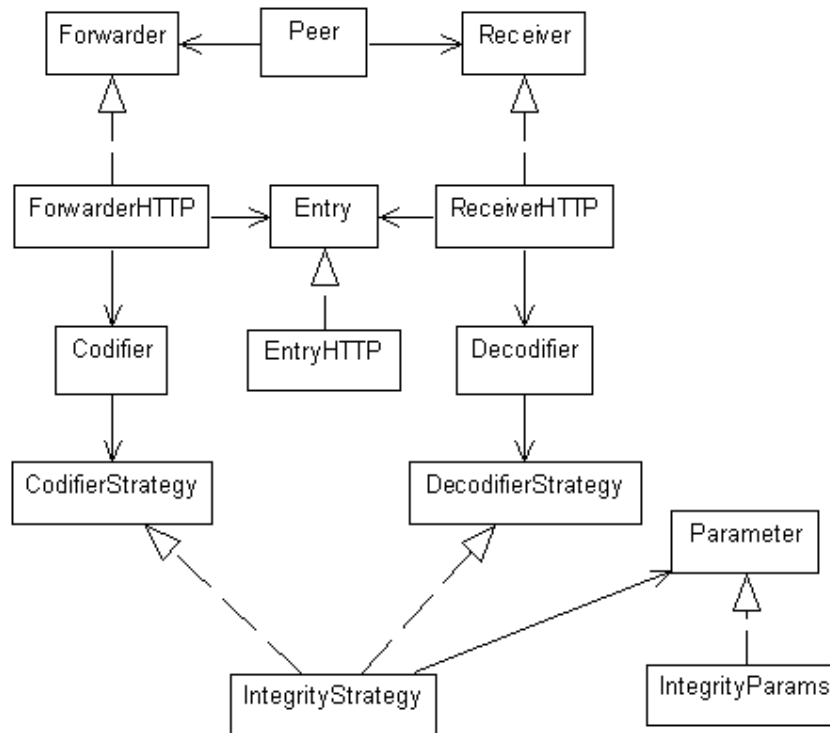 Forwarder
Peer
Receiver
ForwarderHTTP
Entry
ReceiverHTTP
Codifier
EntryHTTP
Decodifier
CodifierStrategy
DecodifierStrategy
Parameter
IntegrityStrategy
IntegrityParams